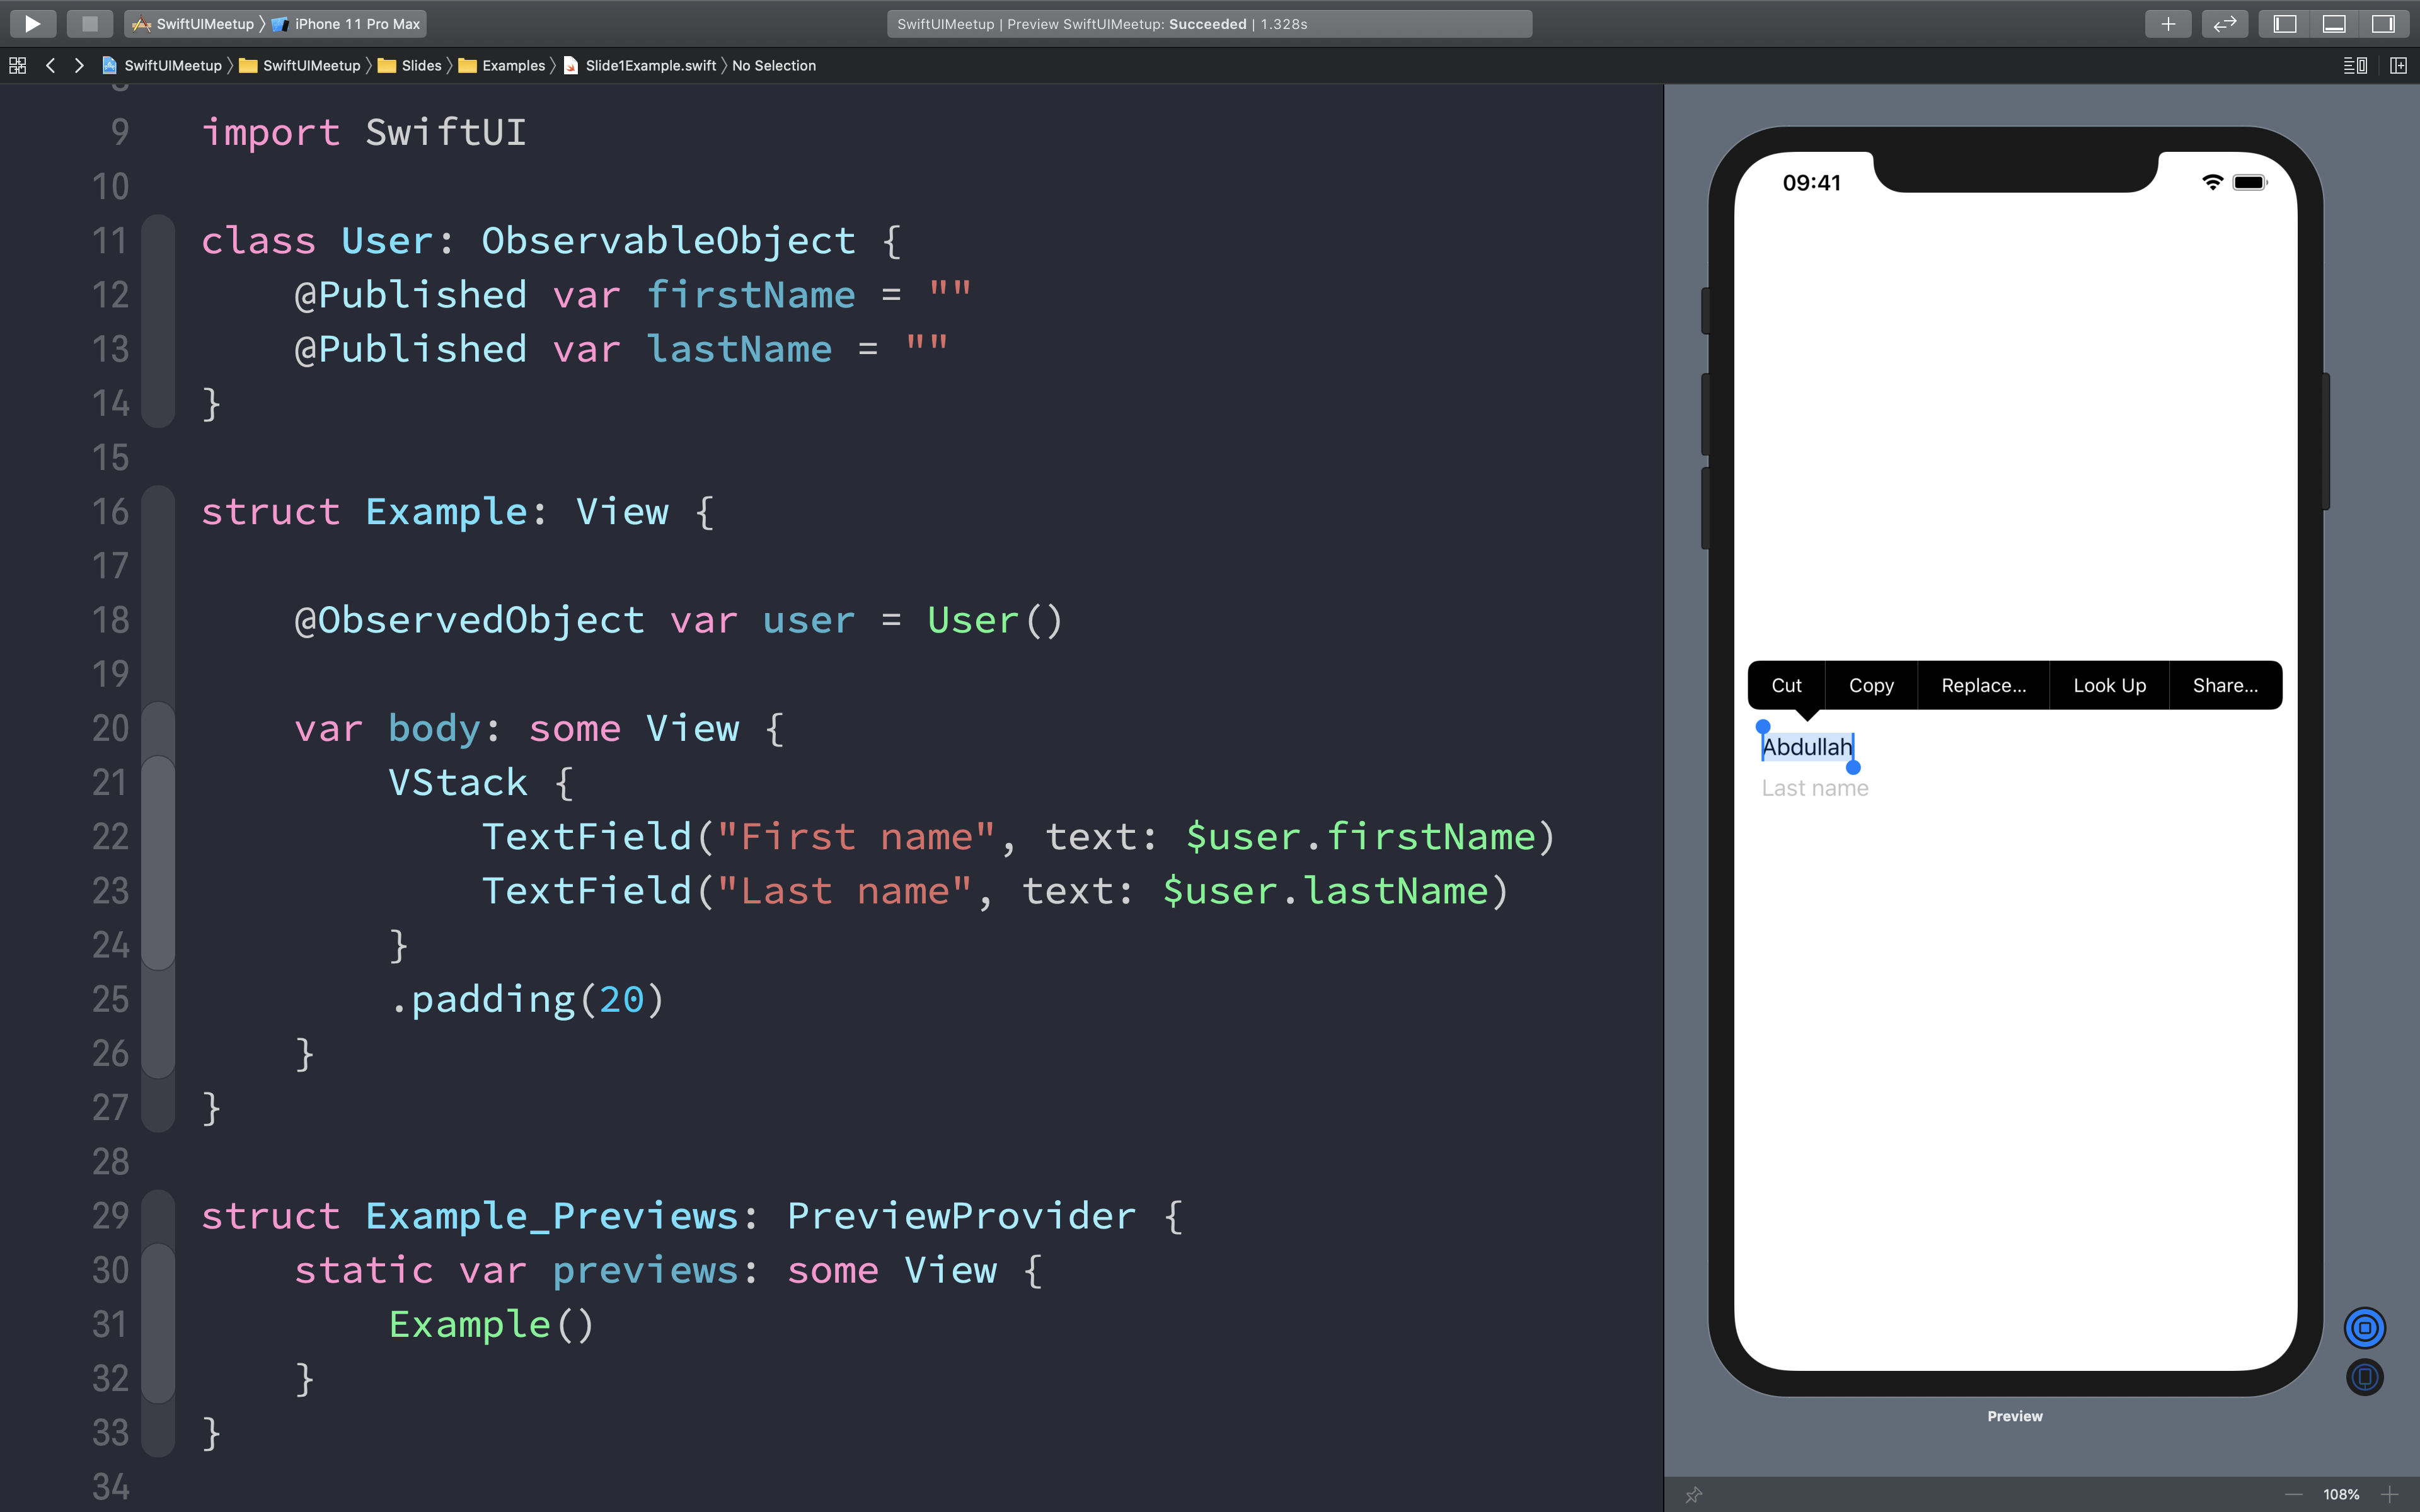 SwiftUIMeetup 〉 iPhone 11 Pro Max
SwiftUIMeetup | Preview SwiftUIMeetup: Succeeded | 1.328s
SwiftUIMeetup 〉 SwiftUIMeetup 〉 Slides 〉 Examples 〉 Slide1Example.swift 〉 No Selection
9 import SwiftUI
10
11 class User: ObservableObject {
12     @Published var firstName = ""
13     @Published var lastName = ""
14 }
15
16 struct Example: View {
17
18     @ObservedObject var user = User()
19
20     var body: some View {
21         VStack {
22             TextField("First name", text: $user.firstName)
23             TextField("Last name", text: $user.lastName)
24         }
25         .padding(20)
26     }
27 }
28
29 struct Example_Previews: PreviewProvider {
30     static var previews: some View {
31         Example()
32     }
33 }
34
09:41
Cut Copy Replace... Look Up Share...
Abdullah
Last name
Preview
108%